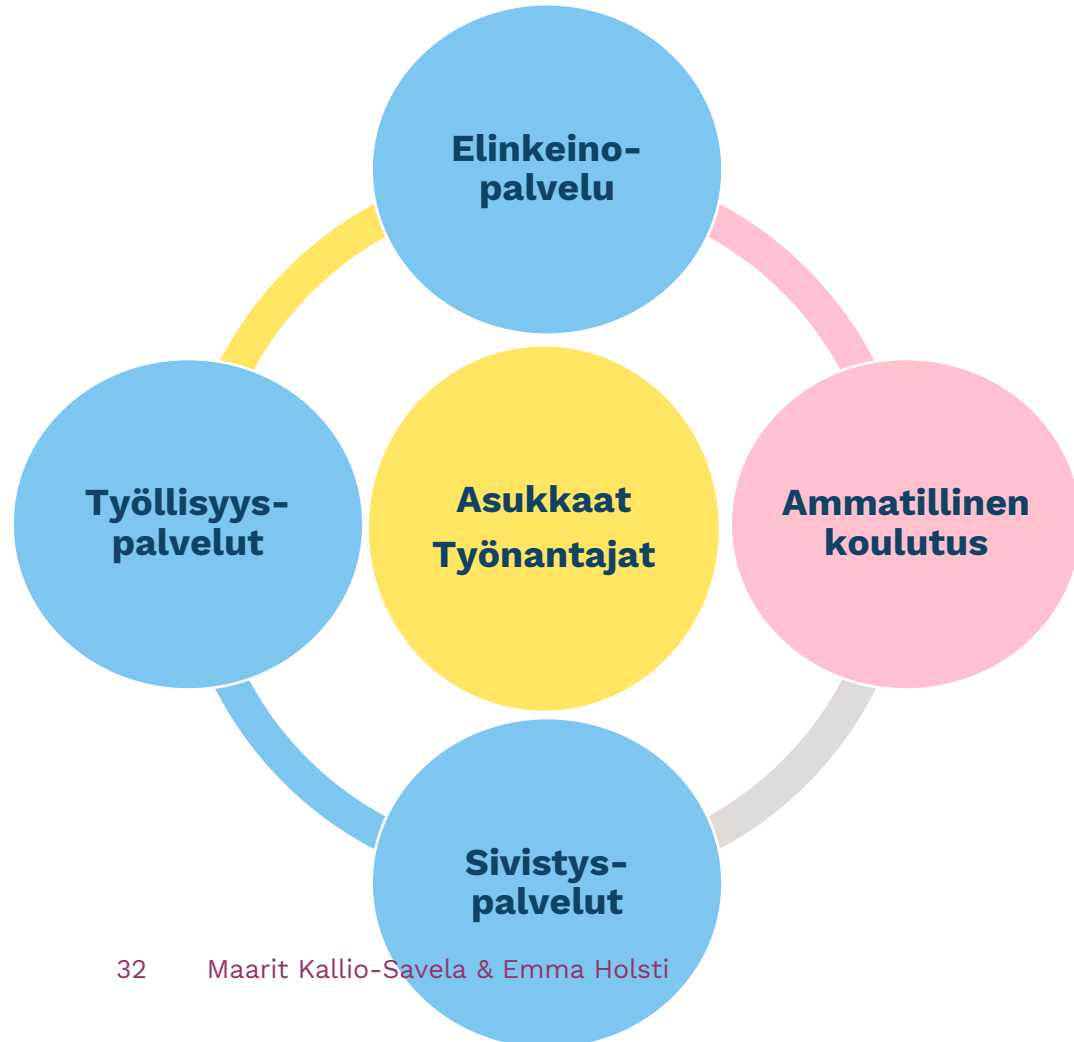 Elinkeino-
palvelu
Työllisyys-
palvelut
Asukkaat
Työnantajat
Ammatillinen
koulutus
Sivistys-
palvelut
32 Maarit Kallio-Savela & Emma Holsti